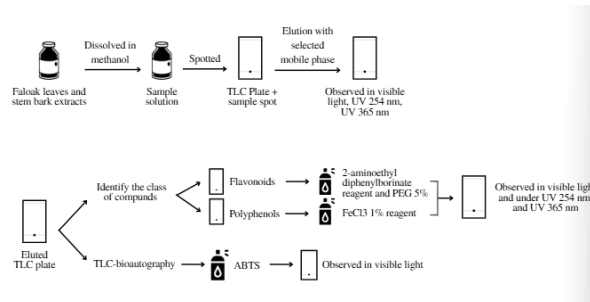 Dissolved in
methanol
Spotted
Elution with
selected
mobile phase
Faloak leaves and
stem bark extracts
Sample
solution
TLC Plate +
sample spot
Observed in visible
light, UV 254 nm,
UV 365 nm
Identify the class
of compunds
Flavonoids
2-aminoethyl
diphenylborinate
reagent and PEG 5%
Polyphenols
FeCl3 1% reagent
Observed in visible ligh
and under UV 254 nm
and UV 365 nm
Eluted
TLC plate
TLC-bioautography
ABTS
Observed in visible light